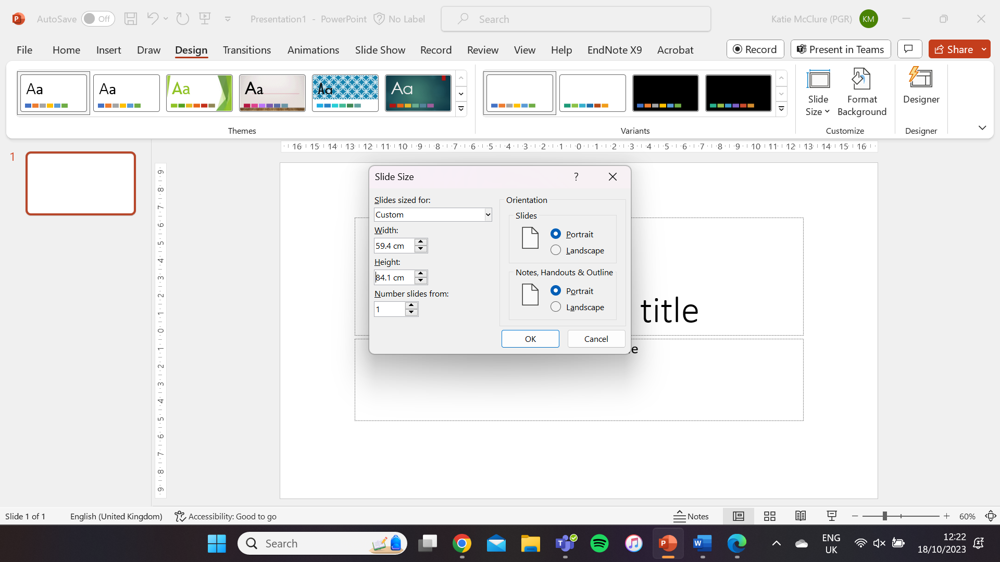 AutoSave Off Presentation1 - PowerPoint No Label Search Katie McClure (PGR) KM
File Home Insert Draw Design Transitions Animations Slide Show Record Review View Help EndNote X9 Acrobat Record Present in Teams Share
Aa Aa Aa Aa Aa Aa
Slide Size Format Background Designer
Themes Variants Customize Designer
1
16 15 14 13 12 11 10 9 8 7 6 5 4 3 2 1 0 1 2 3 4 5 6 7 8 9 10 11 12 13 14 15 16
9 8 7 6 5 4 3 2 1 0 1 2 3 4 5 6 7 8 9
Slide Size ?
Slides sized for:
Custom
Width:
59.4 cm
Height:
84.1 cm
Number slides from:
1
Orientation
Slides
Portrait
Landscape
Notes, Handouts & Outline
Portrait
Landscape
OK Cancel
title
Slide 1 of 1 English (United Kingdom) Accessibility: Good to go Notes 60%
Search ENG UK 12:22 18/10/2023